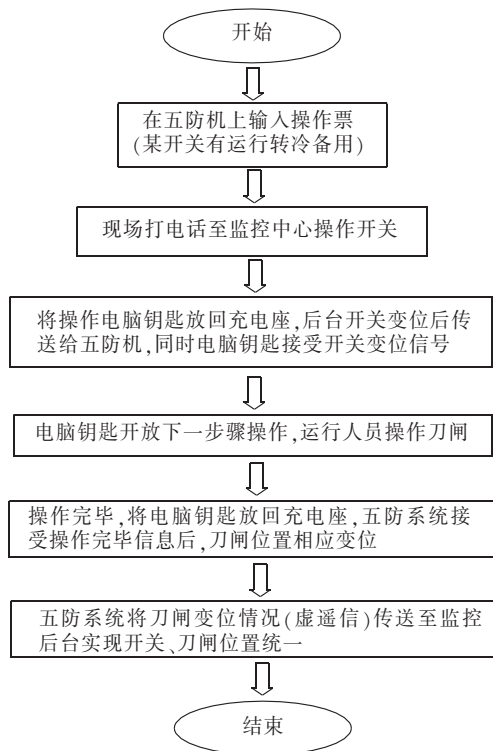 开始
在五防机上输入操作票
(某开关有运行转冷备用)
现场打电话至监控中心操作开关
将操作电脑钥匙放回充电座,后台开关变位后传
送给五防机,同时电脑钥匙接受开关变位信号
电脑钥匙开放下一步骤操作,运行人员操作刀闸
操作完毕,将电脑钥匙放回充电座,五防系统接
受操作完毕信息后,刀闸位置相应变位
五防系统将刀闸变位情况(虚遥信)传送至监控
后台实现开关、刀闸位置统一
结束